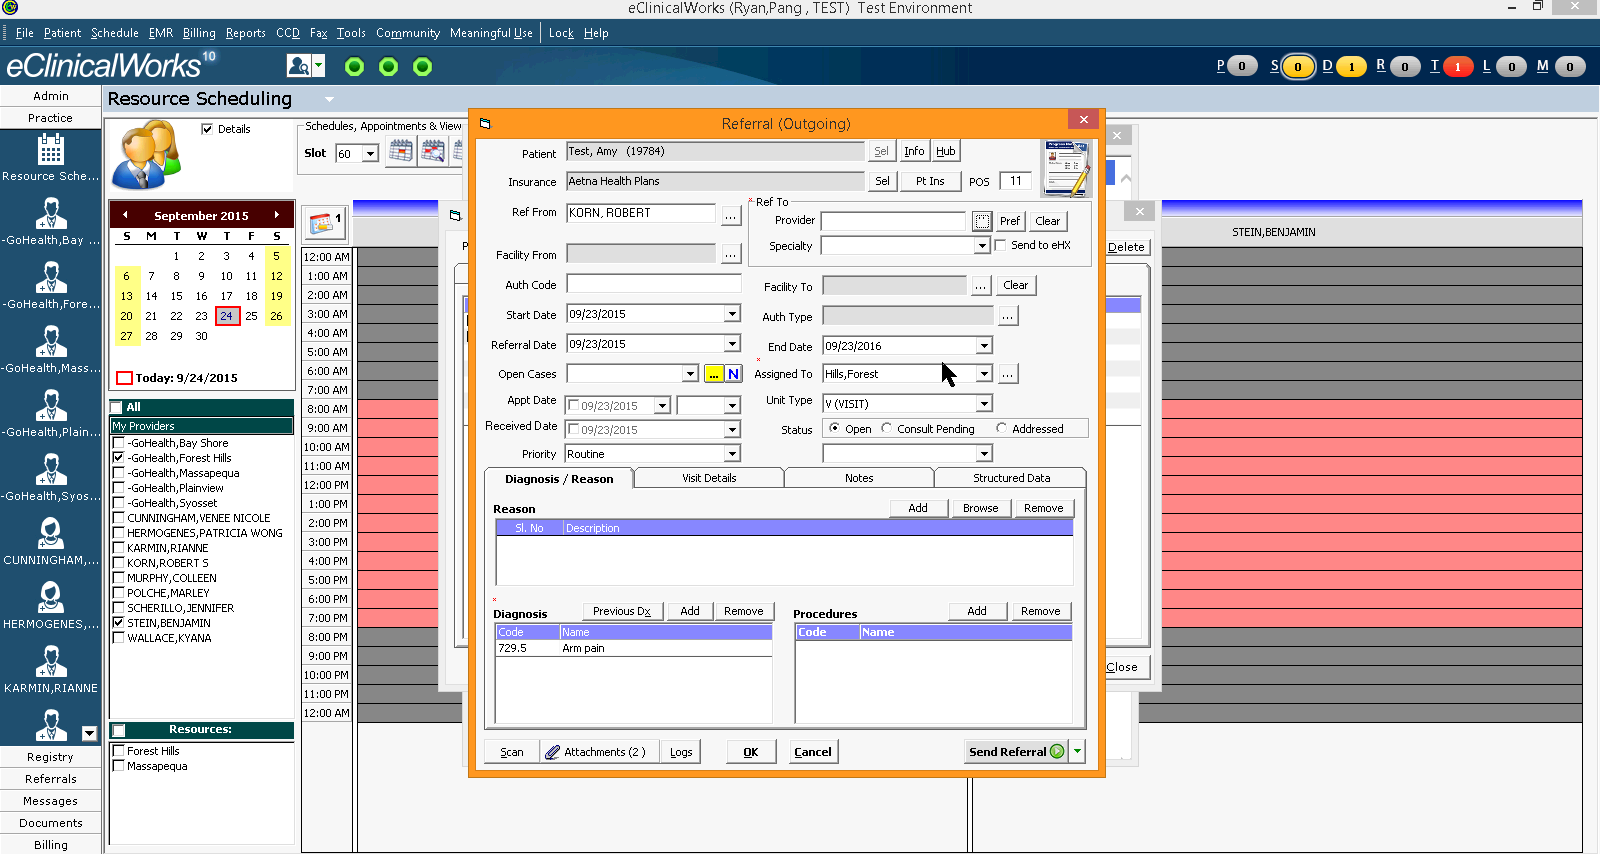 eClinicalWorks (Ryan,Pang , TEST) Test Environment
File Patient Schedule EMR Billing Reports CCD Fax Tools Community Meaningful Use Lock Help
eClinicalWorks 10
P 0 S 0 D 1 R 0 T 1 L 0 M 0
Admin
Practice
Resource Sche...
-GoHealth,Bay ...
-GoHealth,Fore...
-GoHealth,Mass...
-GoHealth,Plain...
-GoHealth,Syos...
CUNNINGHAM,...
HERMOGENES,...
KARMIN,RIANNE
Registry
Referrals
Messages
Documents
Billing
Resource Scheduling
Details
Schedules, Appointments & View
Slot 60
September 2015
S M T W T F S
1 2 3 4 5
6 7 8 9 10 11 12
13 14 15 16 17 18 19
20 21 22 23 24 25 26
27 28 29 30
Today: 9/24/2015
All
My Providers
-GoHealth,Bay Shore
-GoHealth,Forest Hills
-GoHealth,Massapequa
-GoHealth,Plainview
-GoHealth,Syosset
CUNNINGHAM,VENEE NICOLE
HERMOGENES,PATRICIA WONG
KARMIN,RIANNE
KORN,ROBERT S
MURPHY,COLLEEN
POLCHE,MARLEY
SCHERILLO,JENNIFER
STEIN,BENJAMIN
WALLACE,KYANA
Resources:
Forest Hills
Massapequa
1
12:00 AM
1:00 AM
2:00 AM
3:00 AM
4:00 AM
5:00 AM
6:00 AM
7:00 AM
8:00 AM
9:00 AM
10:00 AM
11:00 AM
12:00 PM
1:00 PM
2:00 PM
3:00 PM
4:00 PM
5:00 PM
6:00 PM
7:00 PM
8:00 PM
9:00 PM
10:00 PM
11:00 PM
12:00 AM
STEIN,BENJAMIN
Delete
Close
Referral (Outgoing)
Patient Test, Amy (19784) Sel Info Hub
Insurance Aetna Health Plans Sel Pt Ins POS 11
Ref From KORN, ROBERT ...
Facility From ...
Auth Code
Start Date 09/23/2015
Referral Date 09/23/2015
Open Cases ... N
Appt Date 09/23/2015
Received Date 09/23/2015
Priority Routine
Ref To
Provider ... Pref Clear
Specialty Send to eHX
Facility To ... Clear
Auth Type ...
End Date 09/23/2016
Assigned To Hills,Forest ...
Unit Type V (VISIT)
Status Open Consult Pending Addressed
Diagnosis / Reason Visit Details Notes Structured Data
Reason Add Browse Remove
Sl. No Description
Diagnosis Previous Dx Add Remove
Code Name
729.5 Arm pain
Procedures Add Remove
Code Name
Scan Attachments (2 ) Logs OK Cancel Send Referral